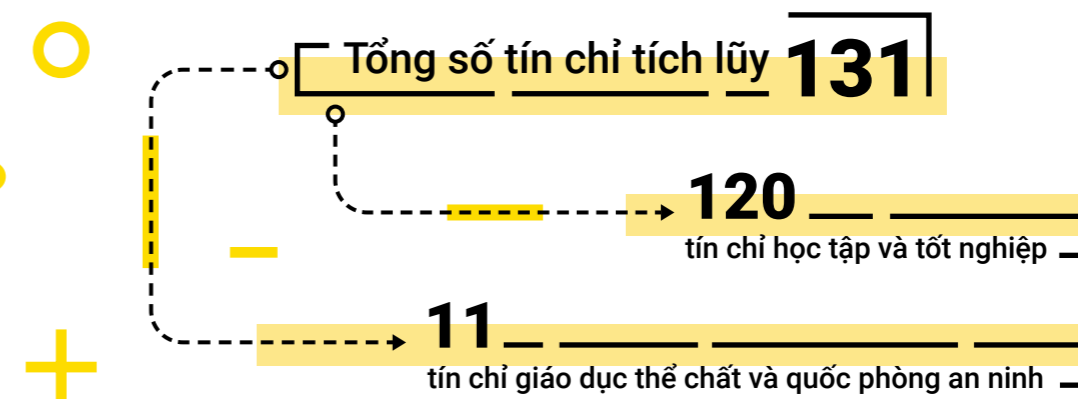 Tổng số tín chỉ tích lũy 131
120
tín chỉ học tập và tốt nghiệp
11
tín chỉ giáo dục thể chất và quốc phòng an ninh